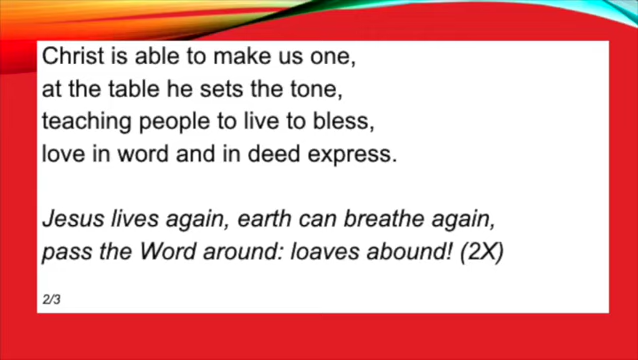 Christ is able to make us one,
at the table he sets the tone,
teaching people to live to bless,
love in word and in deed express.
Jesus lives again, earth can breathe again,
pass the Word around: loaves abound! (2X)
2/3